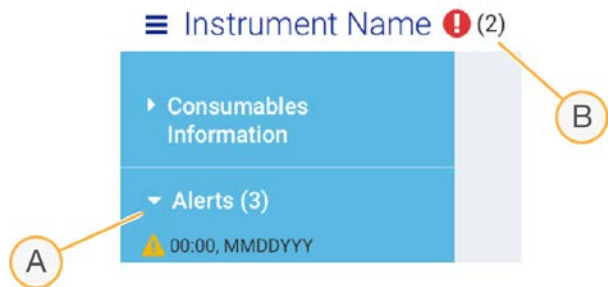 Instrument Name (2)
B
Consumables
Information
Alerts (3)
A
00:00, MMDDYYY